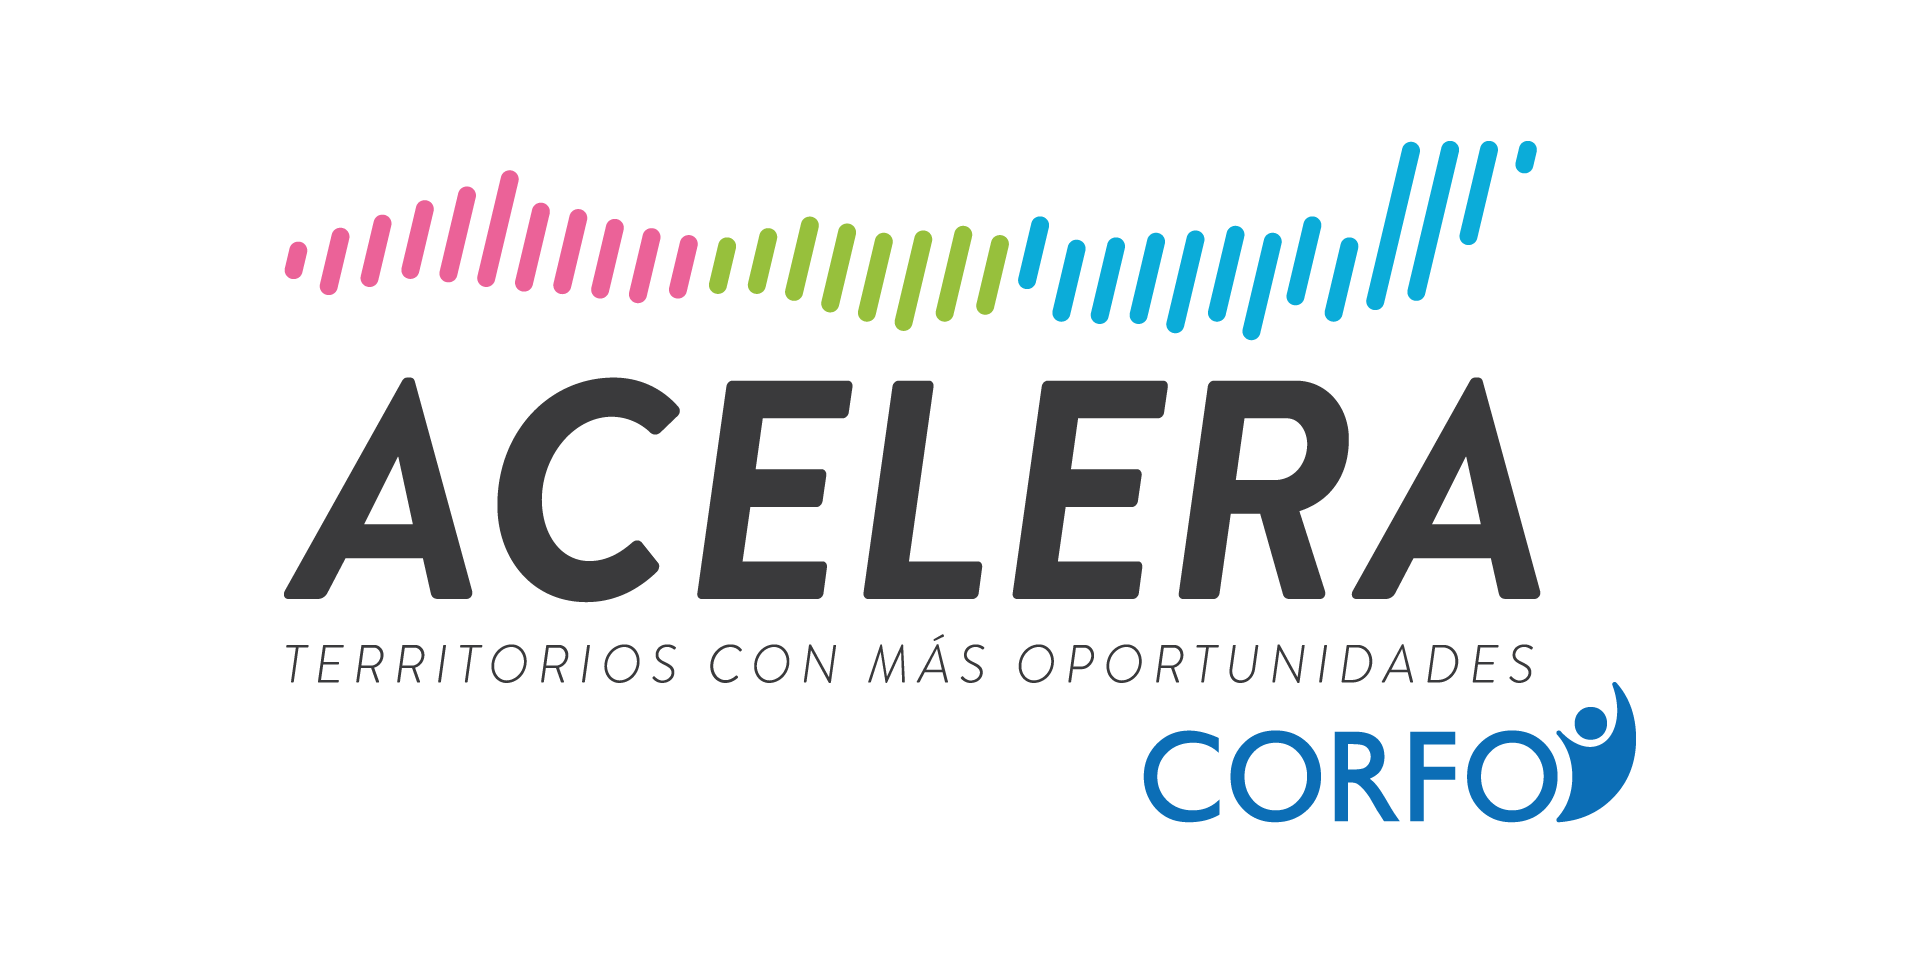 ACELERA
TERRITORIOS CON MÁS OPORTUNIDADES
CORFO